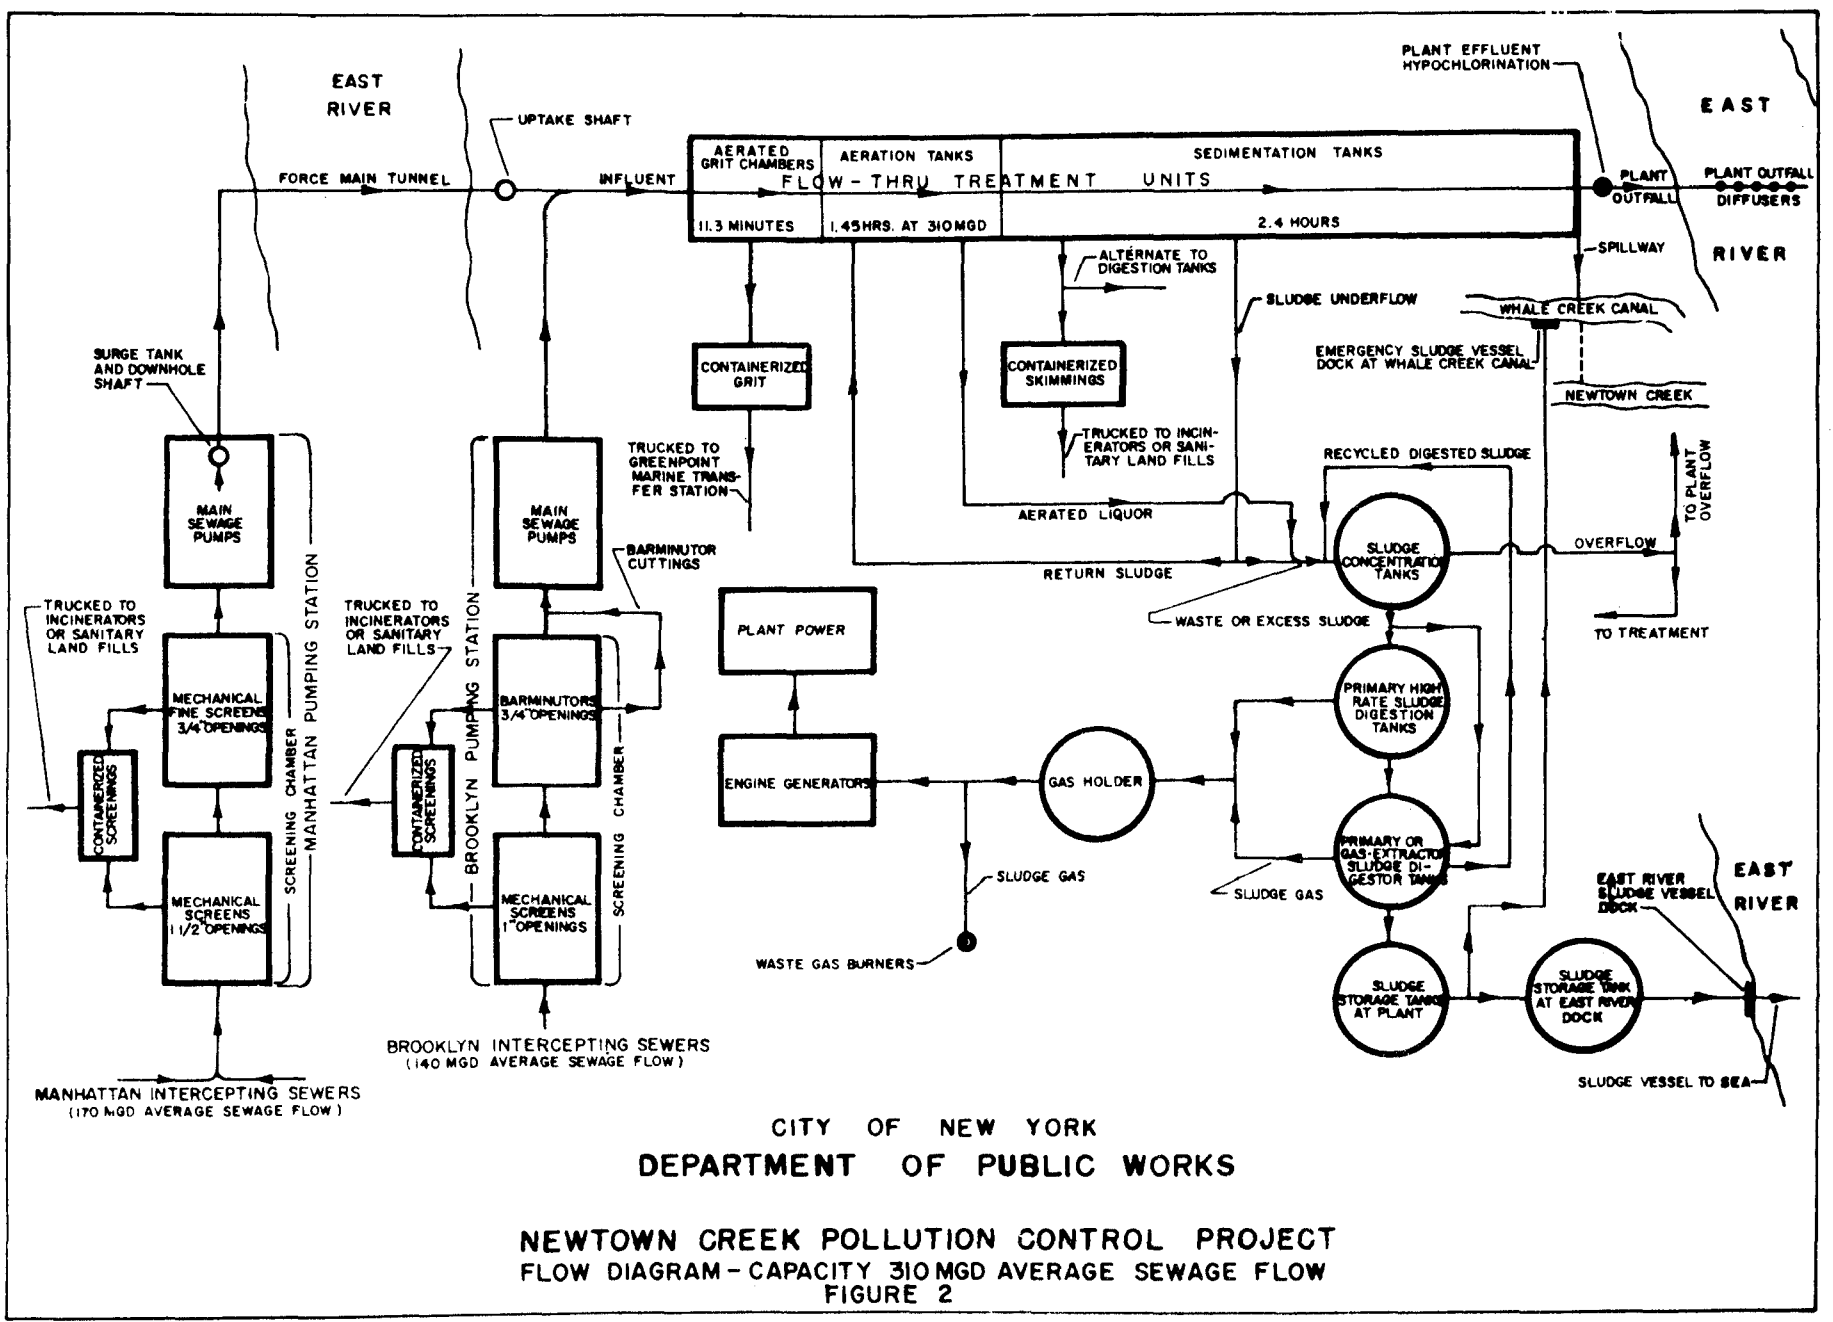 EAST
RIVER
UPTAKE SHAFT
FORCE MAIN TUNNEL
INFLUENT
AERATED
GRIT CHAMBERS
AERATION TANKS
SEDIMENTATION TANKS
FLOW-THRU TREATMENT UNITS
11.3 MINUTES
1.45HRS. AT 310MGD
2.4 HOURS
PLANT EFFLUENT
HYPOCHLORINATION
EAST
RIVER
PLANT
OUTFALL
PLANT OUTFALL
DIFFUSERS
SPILLWAY
WHALE CREEK CANAL
EMERGENCY SLUDGE VESSEL
DOCK AT WHALE CREEK CANAL
NEWTOWN CREEK
ALTERNATE TO
DIGESTION TANKS
SLUDGE UNDERFLOW
CONTAINERIZED
GRIT
CONTAINERIZED
SKIMMINGS
TRUCKED TO
GREENPOINT
MARINE TRANS-
FER STATION
TRUCKED TO INCIN-
ERATORS OR SANI-
TARY LAND FILLS
SURGE TANK
AND DOWNHOLE
SHAFT
MAIN
SEWAGE
PUMPS
MAIN
SEWAGE
PUMPS
BARMINUTOR
CUTTINGS
AERATED LIQUOR
RETURN SLUDGE
RECYCLED DIGESTED SLUDGE
SLUDGE
CONCENTRATION
TANKS
OVERFLOW
TO PLANT
OVERFLOW
TO TREATMENT
WASTE OR EXCESS SLUDGE
TRUCKED TO
INCINERATORS
OR SANITARY
LAND FILLS
TRUCKED TO
INCINERATORS
OR SANITARY
LAND FILLS
MECHANICAL
FINE SCREENS
3/4" OPENINGS
CONTAINERIZED
SCREENINGS
MECHANICAL
SCREENS
1 1/2" OPENINGS
SCREENING CHAMBER
MANHATTAN PUMPING STATION
BARMINUTORS
3/4" OPENINGS
CONTAINERIZED
SCREENINGS
MECHANICAL
SCREENS
1" OPENINGS
BROOKLYN PUMPING STATION
SCREENING CHAMBER
PLANT POWER
ENGINE GENERATORS
GAS HOLDER
SLUDGE GAS
WASTE GAS BURNERS
PRIMARY HIGH
RATE SLUDGE
DIGESTION
TANKS
PRIMARY OR
GAS-EXTRACTOR
SLUDGE DI-
GESTOR TANKS
SLUDGE GAS
SLUDGE
STORAGE TANKS
AT PLANT
SLUDGE
STORAGE TANK
AT EAST RIVER
DOCK
EAST RIVER
SLUDGE VESSEL
DOCK
EAST
RIVER
SLUDGE VESSEL TO SEA
MANHATTAN INTERCEPTING SEWERS
(170 MGD AVERAGE SEWAGE FLOW)
BROOKLYN INTERCEPTING SEWERS
(140 MGD AVERAGE SEWAGE FLOW)
CITY OF NEW YORK
DEPARTMENT OF PUBLIC WORKS
NEWTOWN CREEK POLLUTION CONTROL PROJECT
FLOW DIAGRAM-CAPACITY 310MGD AVERAGE SEWAGE FLOW
FIGURE 2